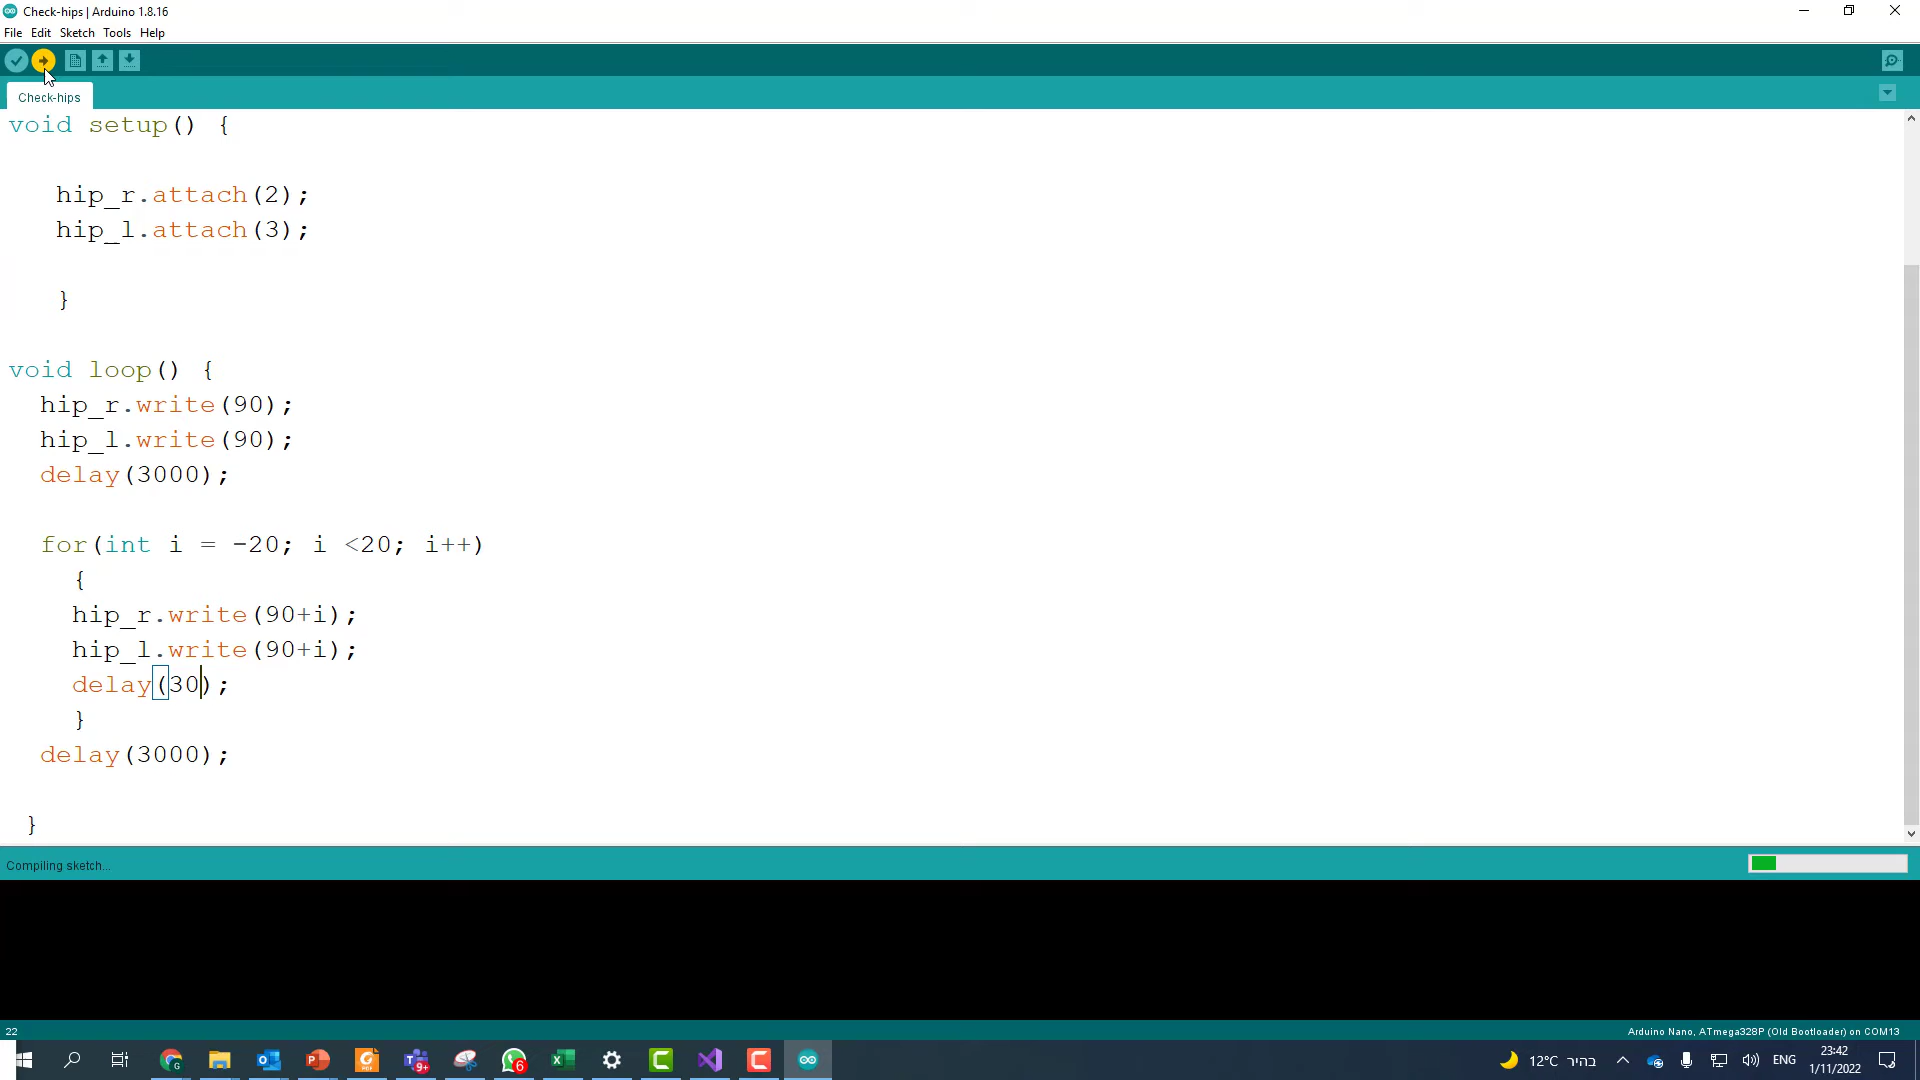 Check-hips | Arduino 1.8.16
File Edit Sketch Tools Help
Check-hips
void setup() {
hip_r.attach(2);
hip_l.attach(3);
}
void loop() {
hip_r.write(90);
hip_l.write(90);
delay(3000);
for(int i = -20; i <20; i++)
{
hip_r.write(90+i);
hip_l.write(90+i);
delay(30);
}
delay(3000);
}
Compiling sketch...
22
Arduino Nano, ATmega328P (Old Bootloader) on COM13
12°C בהיר
ENG
23:42
1/11/2022
9+
6